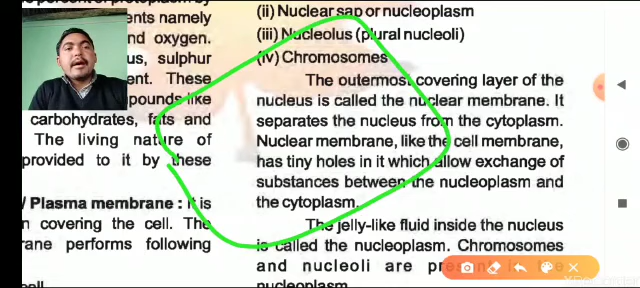 ents namely
nd oxygen.
us, sulphur
ent. These
pounds like
carbohydrates, fats and
The living nature of
provided to it by these
Plasma membrane : it is
n covering the cell. The
rane performs following
(ii) Nuclear sap or nucleoplasm
(iii) Nucleolus (plural nucleoli)
(iv) Chromosomes
The outermost covering layer of the
nucleus is called the nuclear membrane. It
separates the nucleus from the cytoplasm.
Nuclear membrane, like the cell membrane,
has tiny holes in it which allow exchange of
substances between the nucleoplasm and
the cytoplasm.
The jelly-like fluid inside the nucleus
is called the nucleoplasm. Chromosomes
and nucleoli are present in the
nucleoplasm